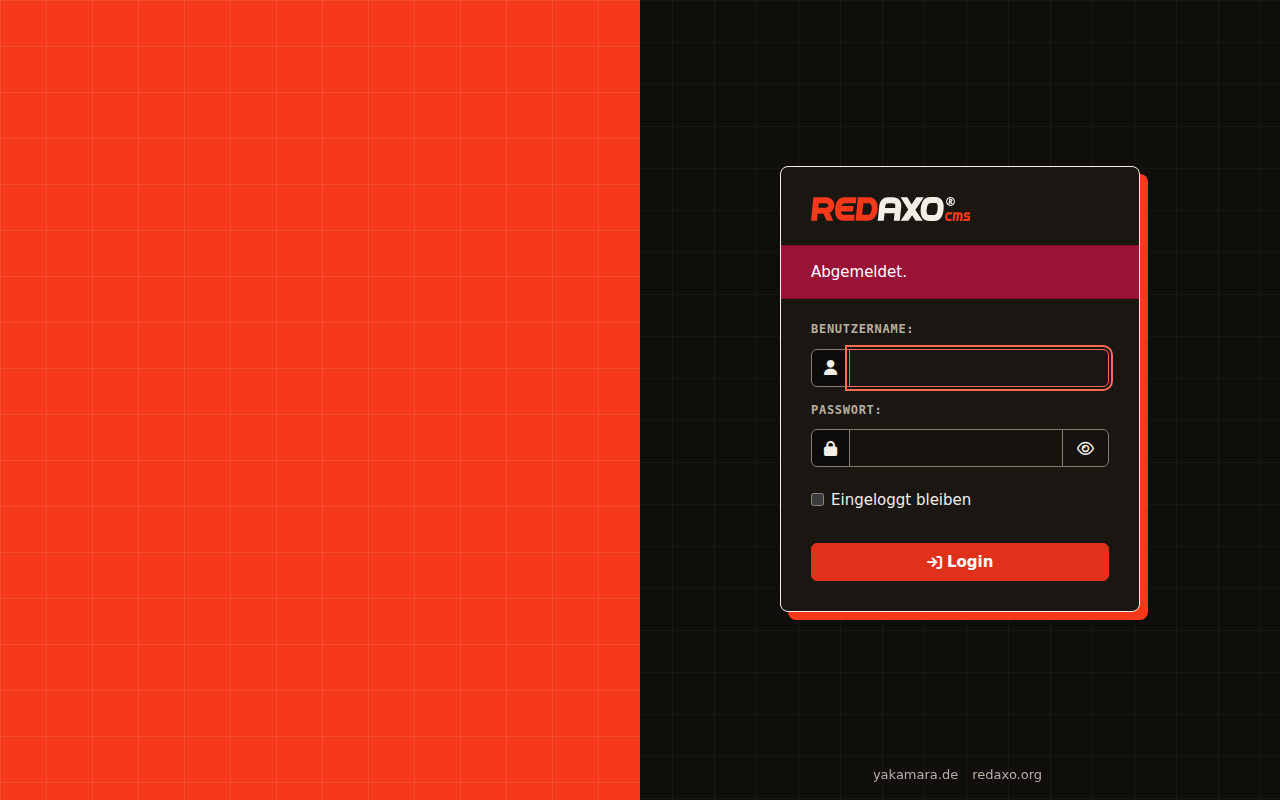 REDAXO® cms
Abgemeldet.
BENUTZERNAME:
PASSWORT:
Eingeloggt bleiben
Login
yakamara.de redaxo.org